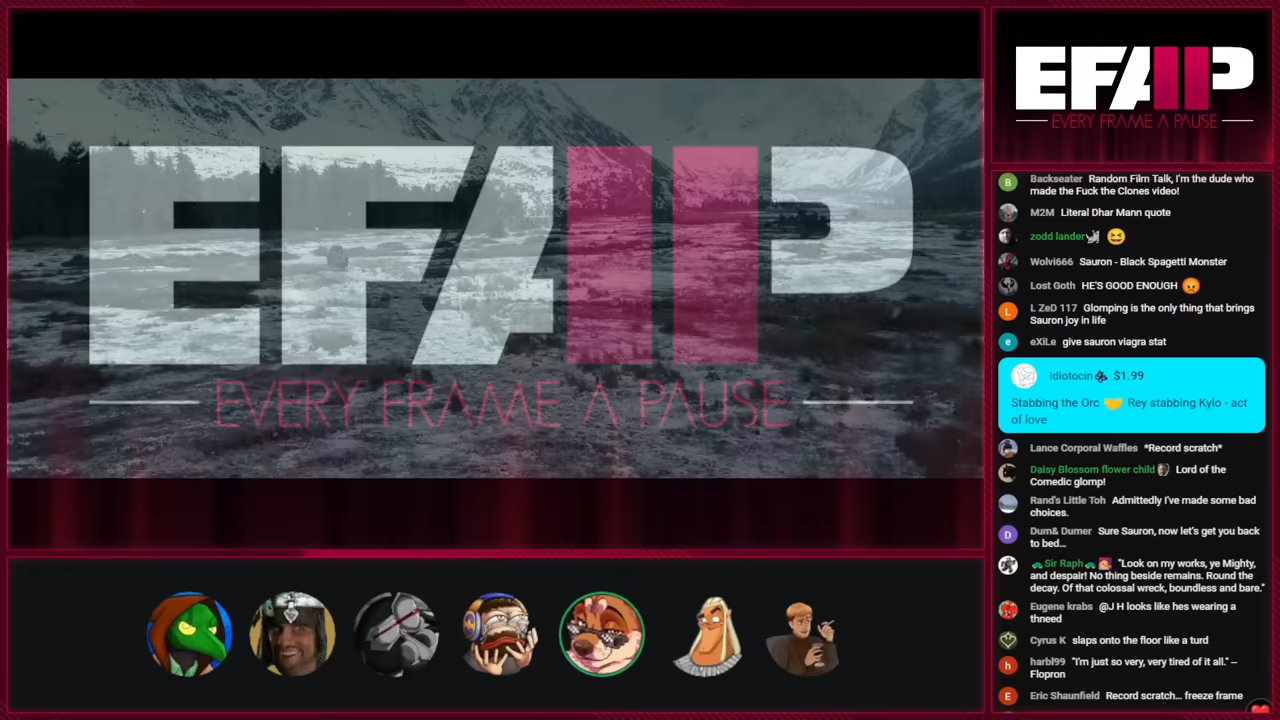 EFAP
EVERY FRAME A PAUSE
EFAP
EVERY FRAME A PAUSE
B
Backseater Random Film Talk, I'm the dude who
made the Fuck the Clones video!
M2M Literal Dhar Mann quote
zodd lander 😆
Wolvi666 Sauron - Black Spagetti Monster
Lost Goth HE'S GOOD ENOUGH 😡
L
L ZeD 117 Glomping is the only thing that brings
Sauron joy in life
e
eXiLe give sauron viagra stat
Idiotocin $1.99
Stabbing the Orc 🤝 Rey stabbing Kylo - act
of love
Lance Corporal Waffles *Record scratch*
Daisy Blossom flower child Lord of the
Comedic glomp!
Rand's Little Toh Admittedly I've made some bad
choices.
D
Dum& Dumer Sure Sauron, now let's get you back
to bed...
Sir Raph "Look on my works, ye Mighty,
and despair! No thing beside remains. Round the
decay. Of that colossal wreck, boundless and bare."
Eugene krabs @J H looks like hes wearing a
thneed
Cyrus K slaps onto the floor like a turd
h
harbl99 "I'm just so very, very tired of it all." --
Flopron
E
Eric Shaunfield Record scratch... freeze frame